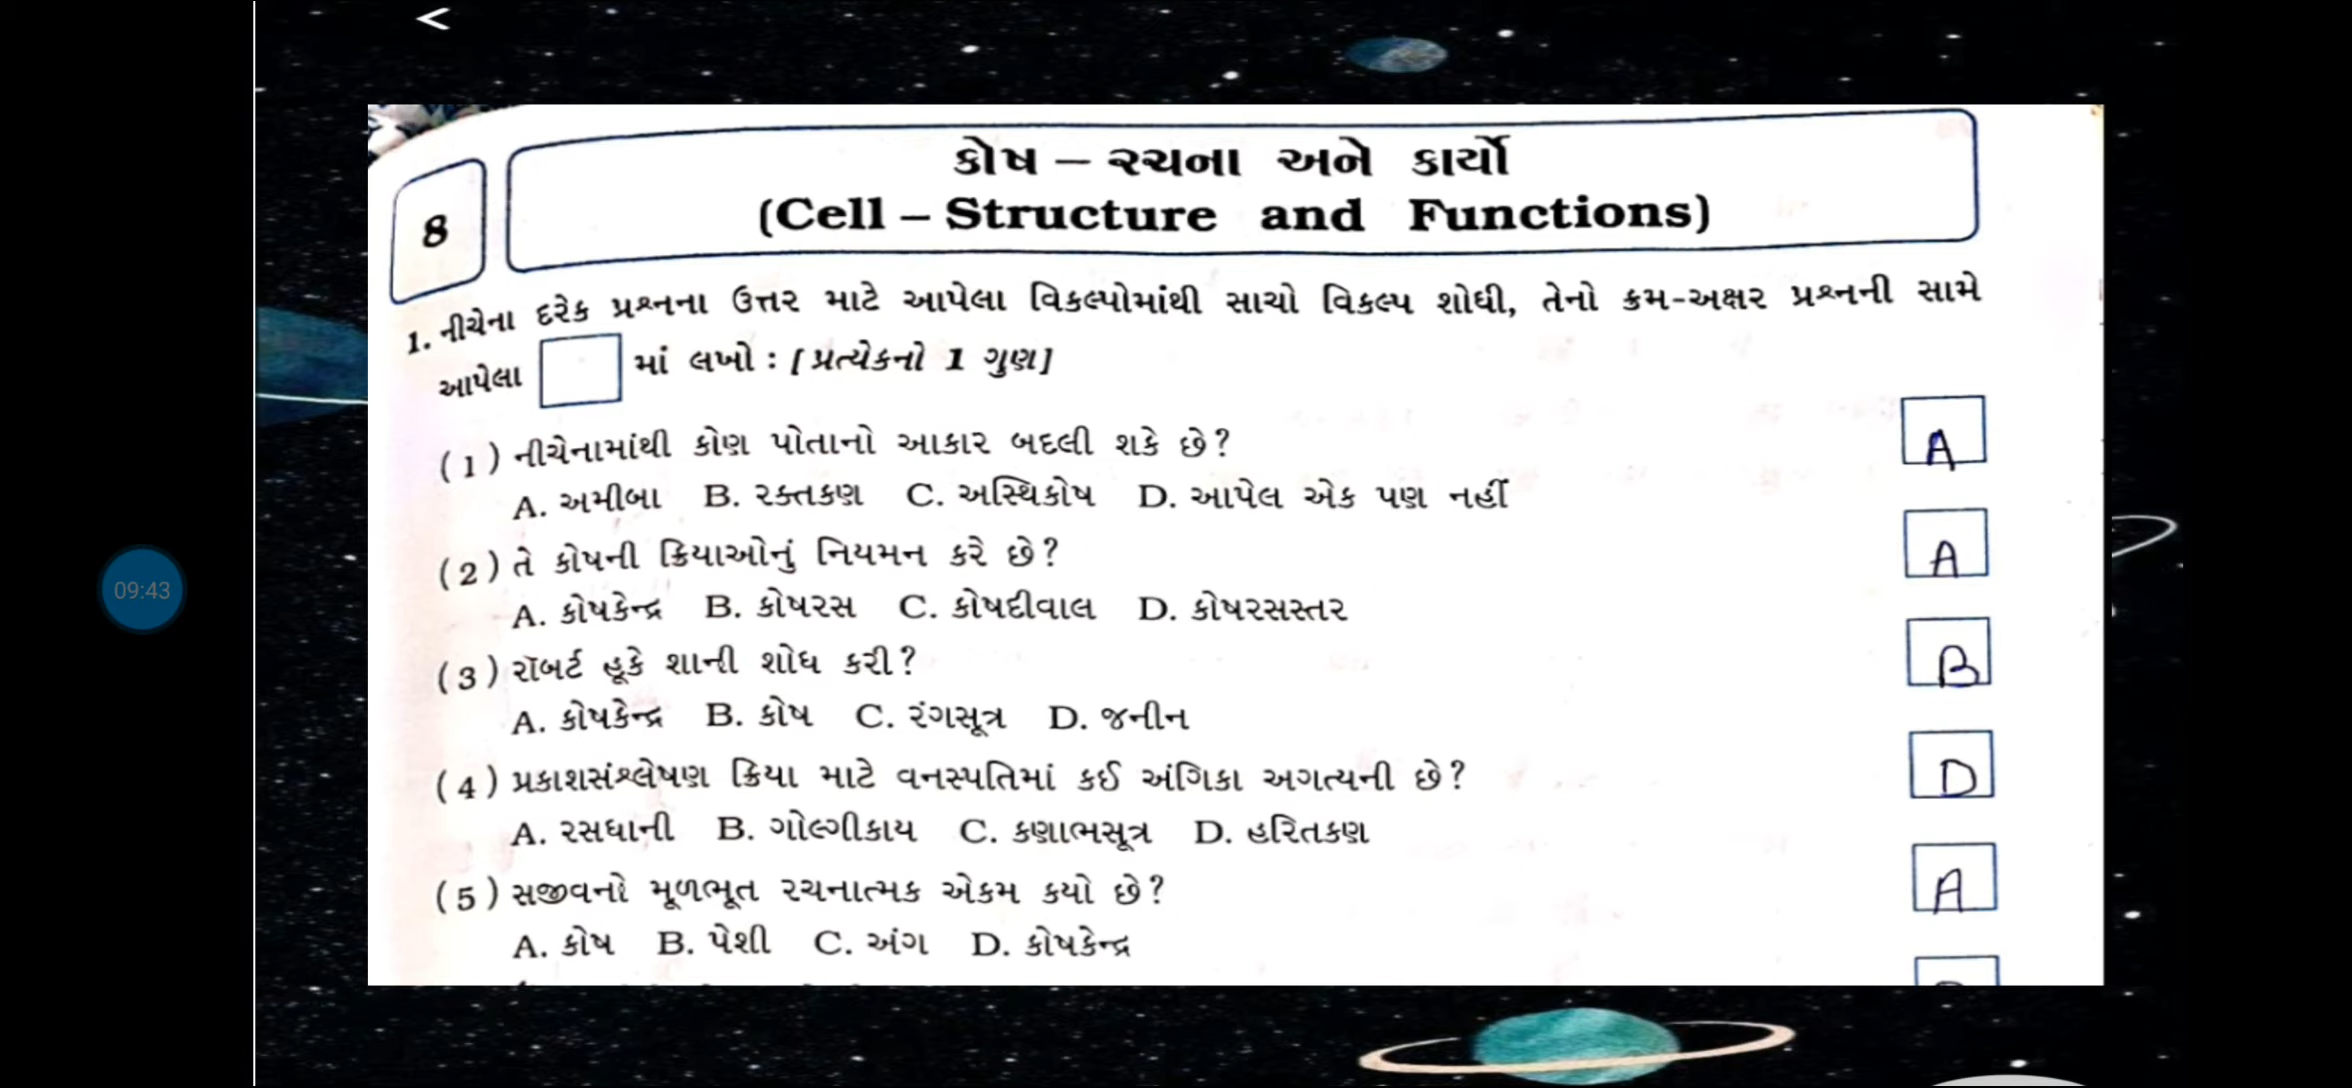 <
8
કોષ – રચના અને કાર્યો
(Cell – Structure and Functions)
1. નીચેના દરેક પ્રશ્નના ઉત્તર માટે આપેલા વિકલ્પોમાંથી સાચો વિકલ્પ શોધી, તેનો ક્રમ-અક્ષર પ્રશ્નની સામે
આપેલા માં લખો : [પ્રત્યેકનો 1 ગુણ]
(1) નીચેનામાંથી કોણ પોતાનો આકાર બદલી શકે છે? A
A. અમીબા B. રક્તકણ C. અસ્થિકોષ D. આપેલ એક પણ નહીં
(2) તે કોષની ક્રિયાઓનું નિયમન કરે છે? A
A. કોષકેન્દ્ર B. કોષરસ C. કોષદીવાલ D. કોષરસસ્તર
(3) રૉબર્ટ હૂકે શાની શોધ કરી? B
A. કોષકેન્દ્ર B. કોષ C. રંગસૂત્ર D. જનીન
(4) પ્રકાશસંશ્લેષણ ક્રિયા માટે વનસ્પતિમાં કઈ અંગિકા અગત્યની છે? D
A. રસધાની B. ગોલ્ગીકાય C. કણાભસૂત્ર D. હરિતકણ
(5) સજીવનો મૂળભૂત રચનાત્મક એકમ કયો છે? A
A. કોષ B. પેશી C. અંગ D. કોષકેન્દ્ર
09:43